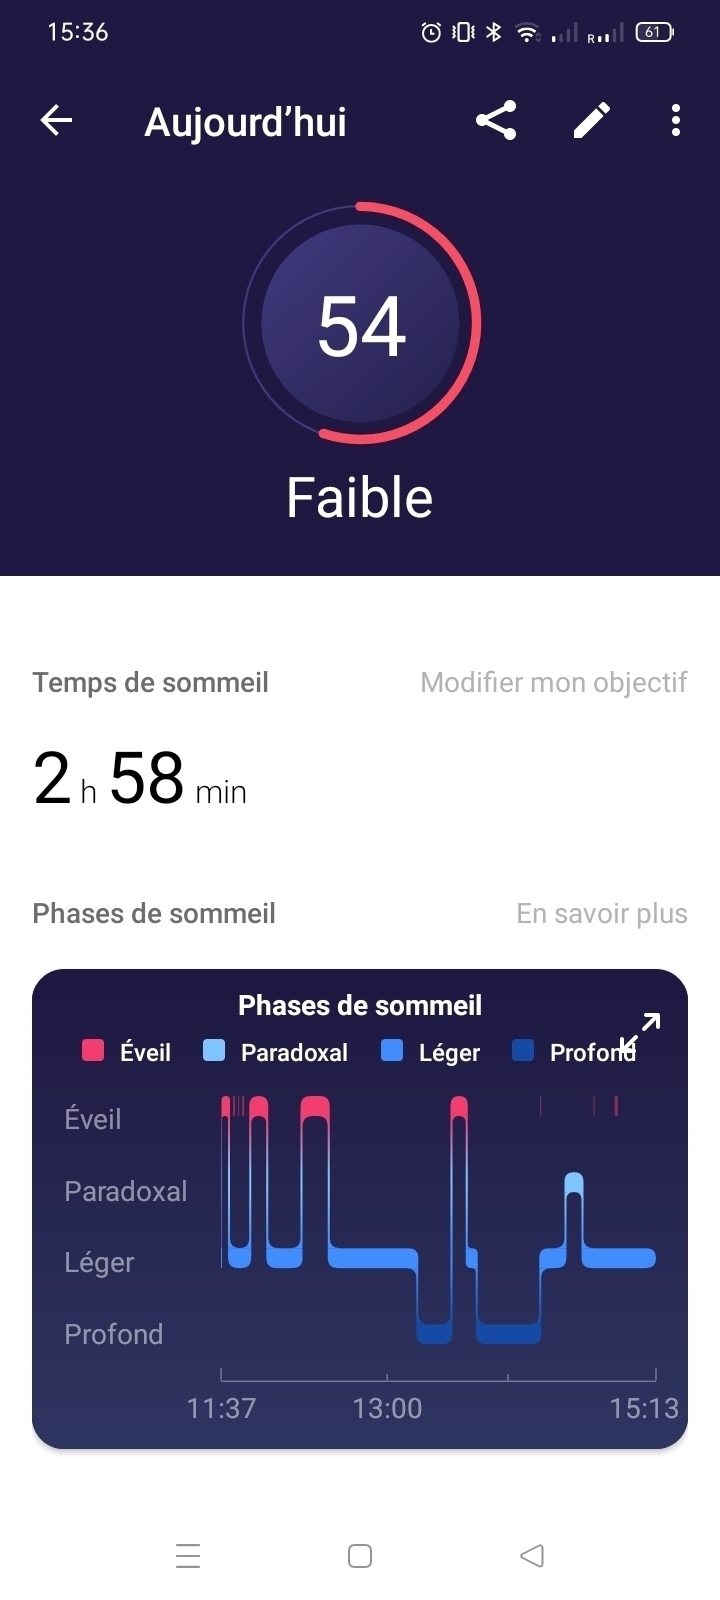 15:36
R
61
Aujourd’hui
54
Faible
Temps de sommeil Modifier mon objectif
2 h 58 min
Phases de sommeil En savoir plus
Phases de sommeil
Éveil Paradoxal Léger Profond
Éveil
Paradoxal
Léger
Profond
11:37 13:00 15:13